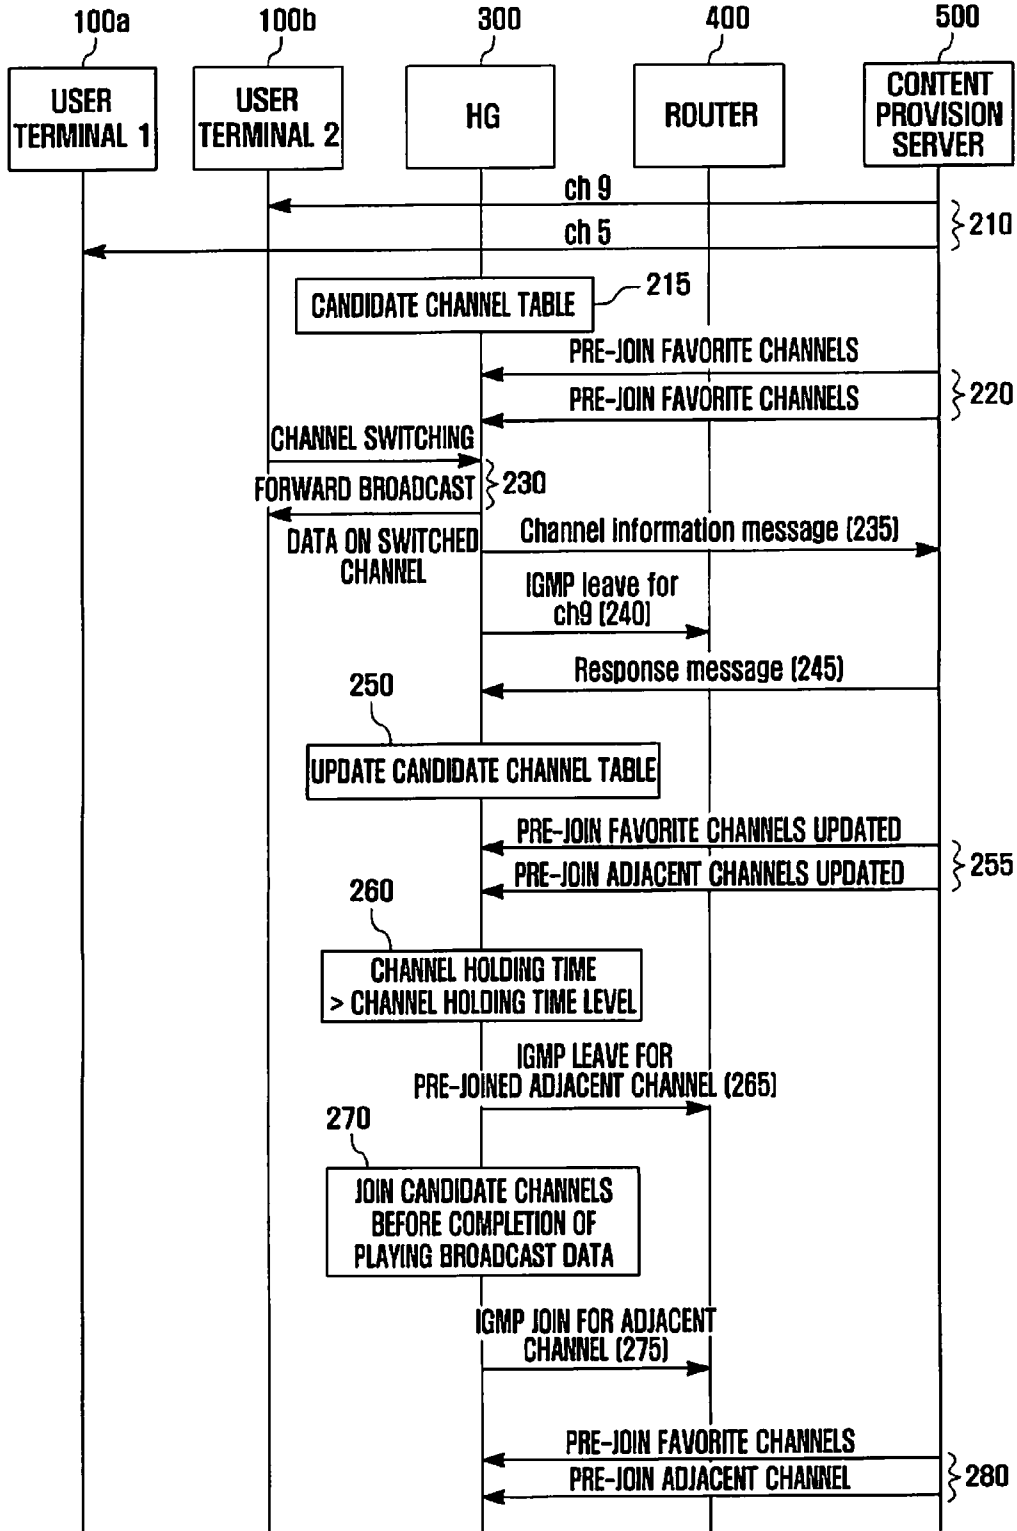 100a
100b
300
400
500
USER
TERMINAL 1
USER
TERMINAL 2
HG
ROUTER
CONTENT
PROVISION
SERVER
ch 9
210
ch 5
CANDIDATE CHANNEL TABLE
215
PRE-JOIN FAVORITE CHANNELS
220
PRE-JOIN FAVORITE CHANNELS
CHANNEL SWITCHING
230
FORWARD BROADCAST
DATA ON SWITCHED
CHANNEL
Channel information message (235)
IGMP leave for
ch9 (240)
Response message (245)
250
UPDATE CANDIDATE CHANNEL TABLE
PRE-JOIN FAVORITE CHANNELS UPDATED
255
PRE-JOIN ADJACENT CHANNELS UPDATED
260
CHANNEL HOLDING TIME
> CHANNEL HOLDING TIME LEVEL
IGMP LEAVE FOR
PRE-JOINED ADJACENT CHANNEL (265)
270
JOIN CANDIDATE CHANNELS
BEFORE COMPLETION OF
PLAYING BROADCAST DATA
IGMP JOIN FOR ADJACENT
CHANNEL (275)
PRE-JOIN FAVORITE CHANNELS
280
PRE-JOIN ADJACENT CHANNEL